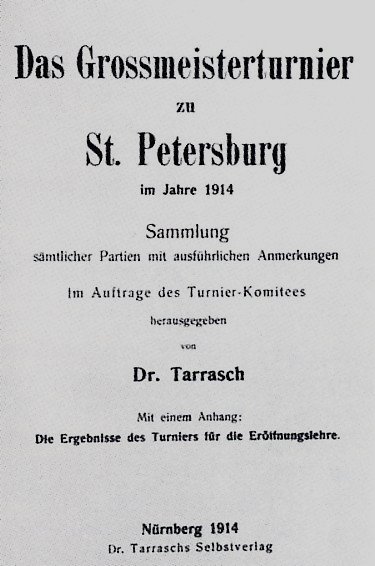 Das Grossmeisterturnier
zu
St. Petersburg
im Jahre 1914
Sammlung
sämtlicher Partien mit ausführlichen Anmerkungen
Im Auftrage des Turnier-Komitees
herausgegeben
von
Dr. Tarrasch
Mit einem Anhang:
Die Ergebnisse des Turniers für die Eröffnungslehre.
Nürnberg 1914
Dr. Tarraschs Selbstverlag